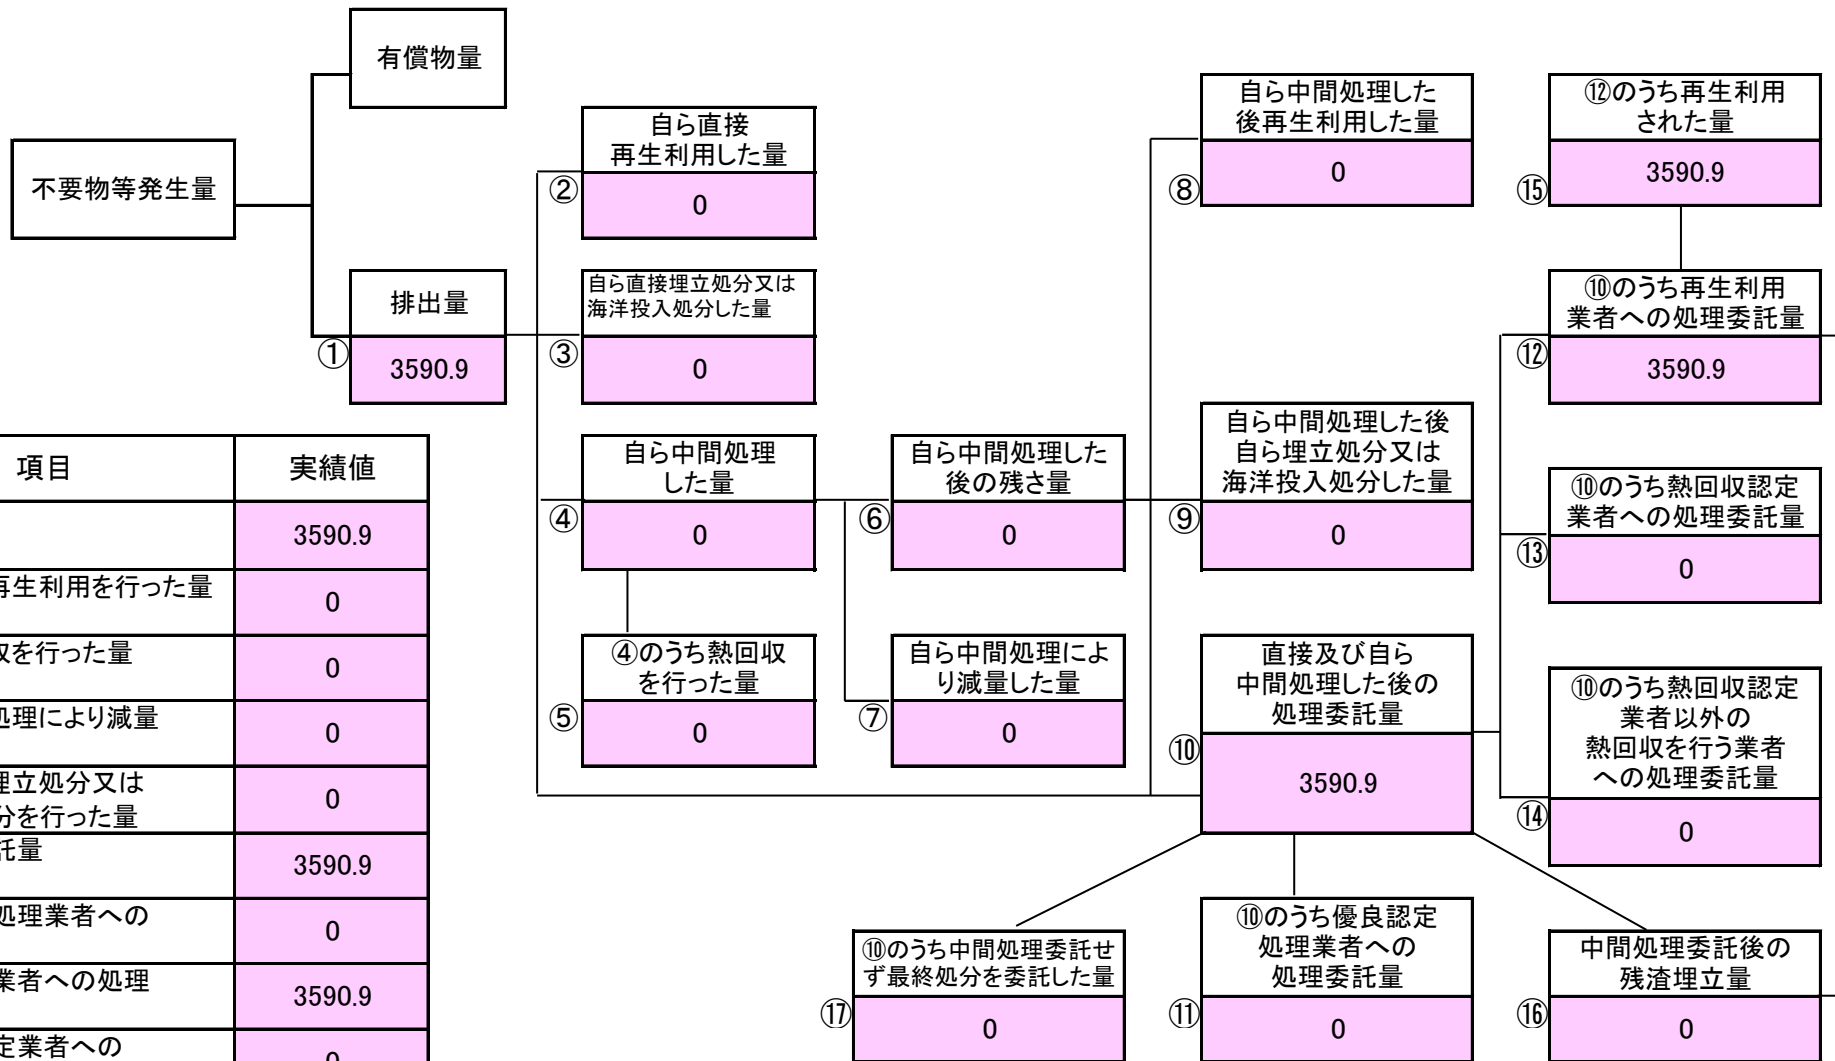 有償物量
不要物等発生量
排出量
①
3590.9
自ら直接
再生利用した量
②
0
自ら直接埋立処分又は
海洋投入処分した量
③
0
自ら中間処理
した量
④
0
④のうち熱回収
を行った量
⑤
0
自ら中間処理した
後の残さ量
⑥
0
自ら中間処理によ
り減量した量
⑦
0
自ら中間処理した
後再生利用した量
⑧
0
自ら中間処理した後
自ら埋立処分又は
海洋投入処分した量
⑨
0
直接及び自ら
中間処理した後の
処理委託量
⑩
3590.9
⑫のうち再生利用
された量
⑮
3590.9
⑩のうち再生利用
業者への処理委託量
⑫
3590.9
⑩のうち熱回収認定
業者への処理委託量
⑬
0
⑩のうち熱回収認定
業者以外の
熱回収を行う業者
への処理委託量
⑭
0
⑩のうち中間処理委託せ
ず最終処分を委託した量
⑰
0
⑩のうち優良認定
処理業者への
処理委託量
⑪
0
中間処理委託後の
残渣埋立量
⑯
0
項目 実績値
3590.9
再生利用を行った量 0
を行った量 0
処理により減量 0
埋立処分又は
を行った量 0
託量 3590.9
処理業者への 0
業者への処理 3590.9
定業者への 0